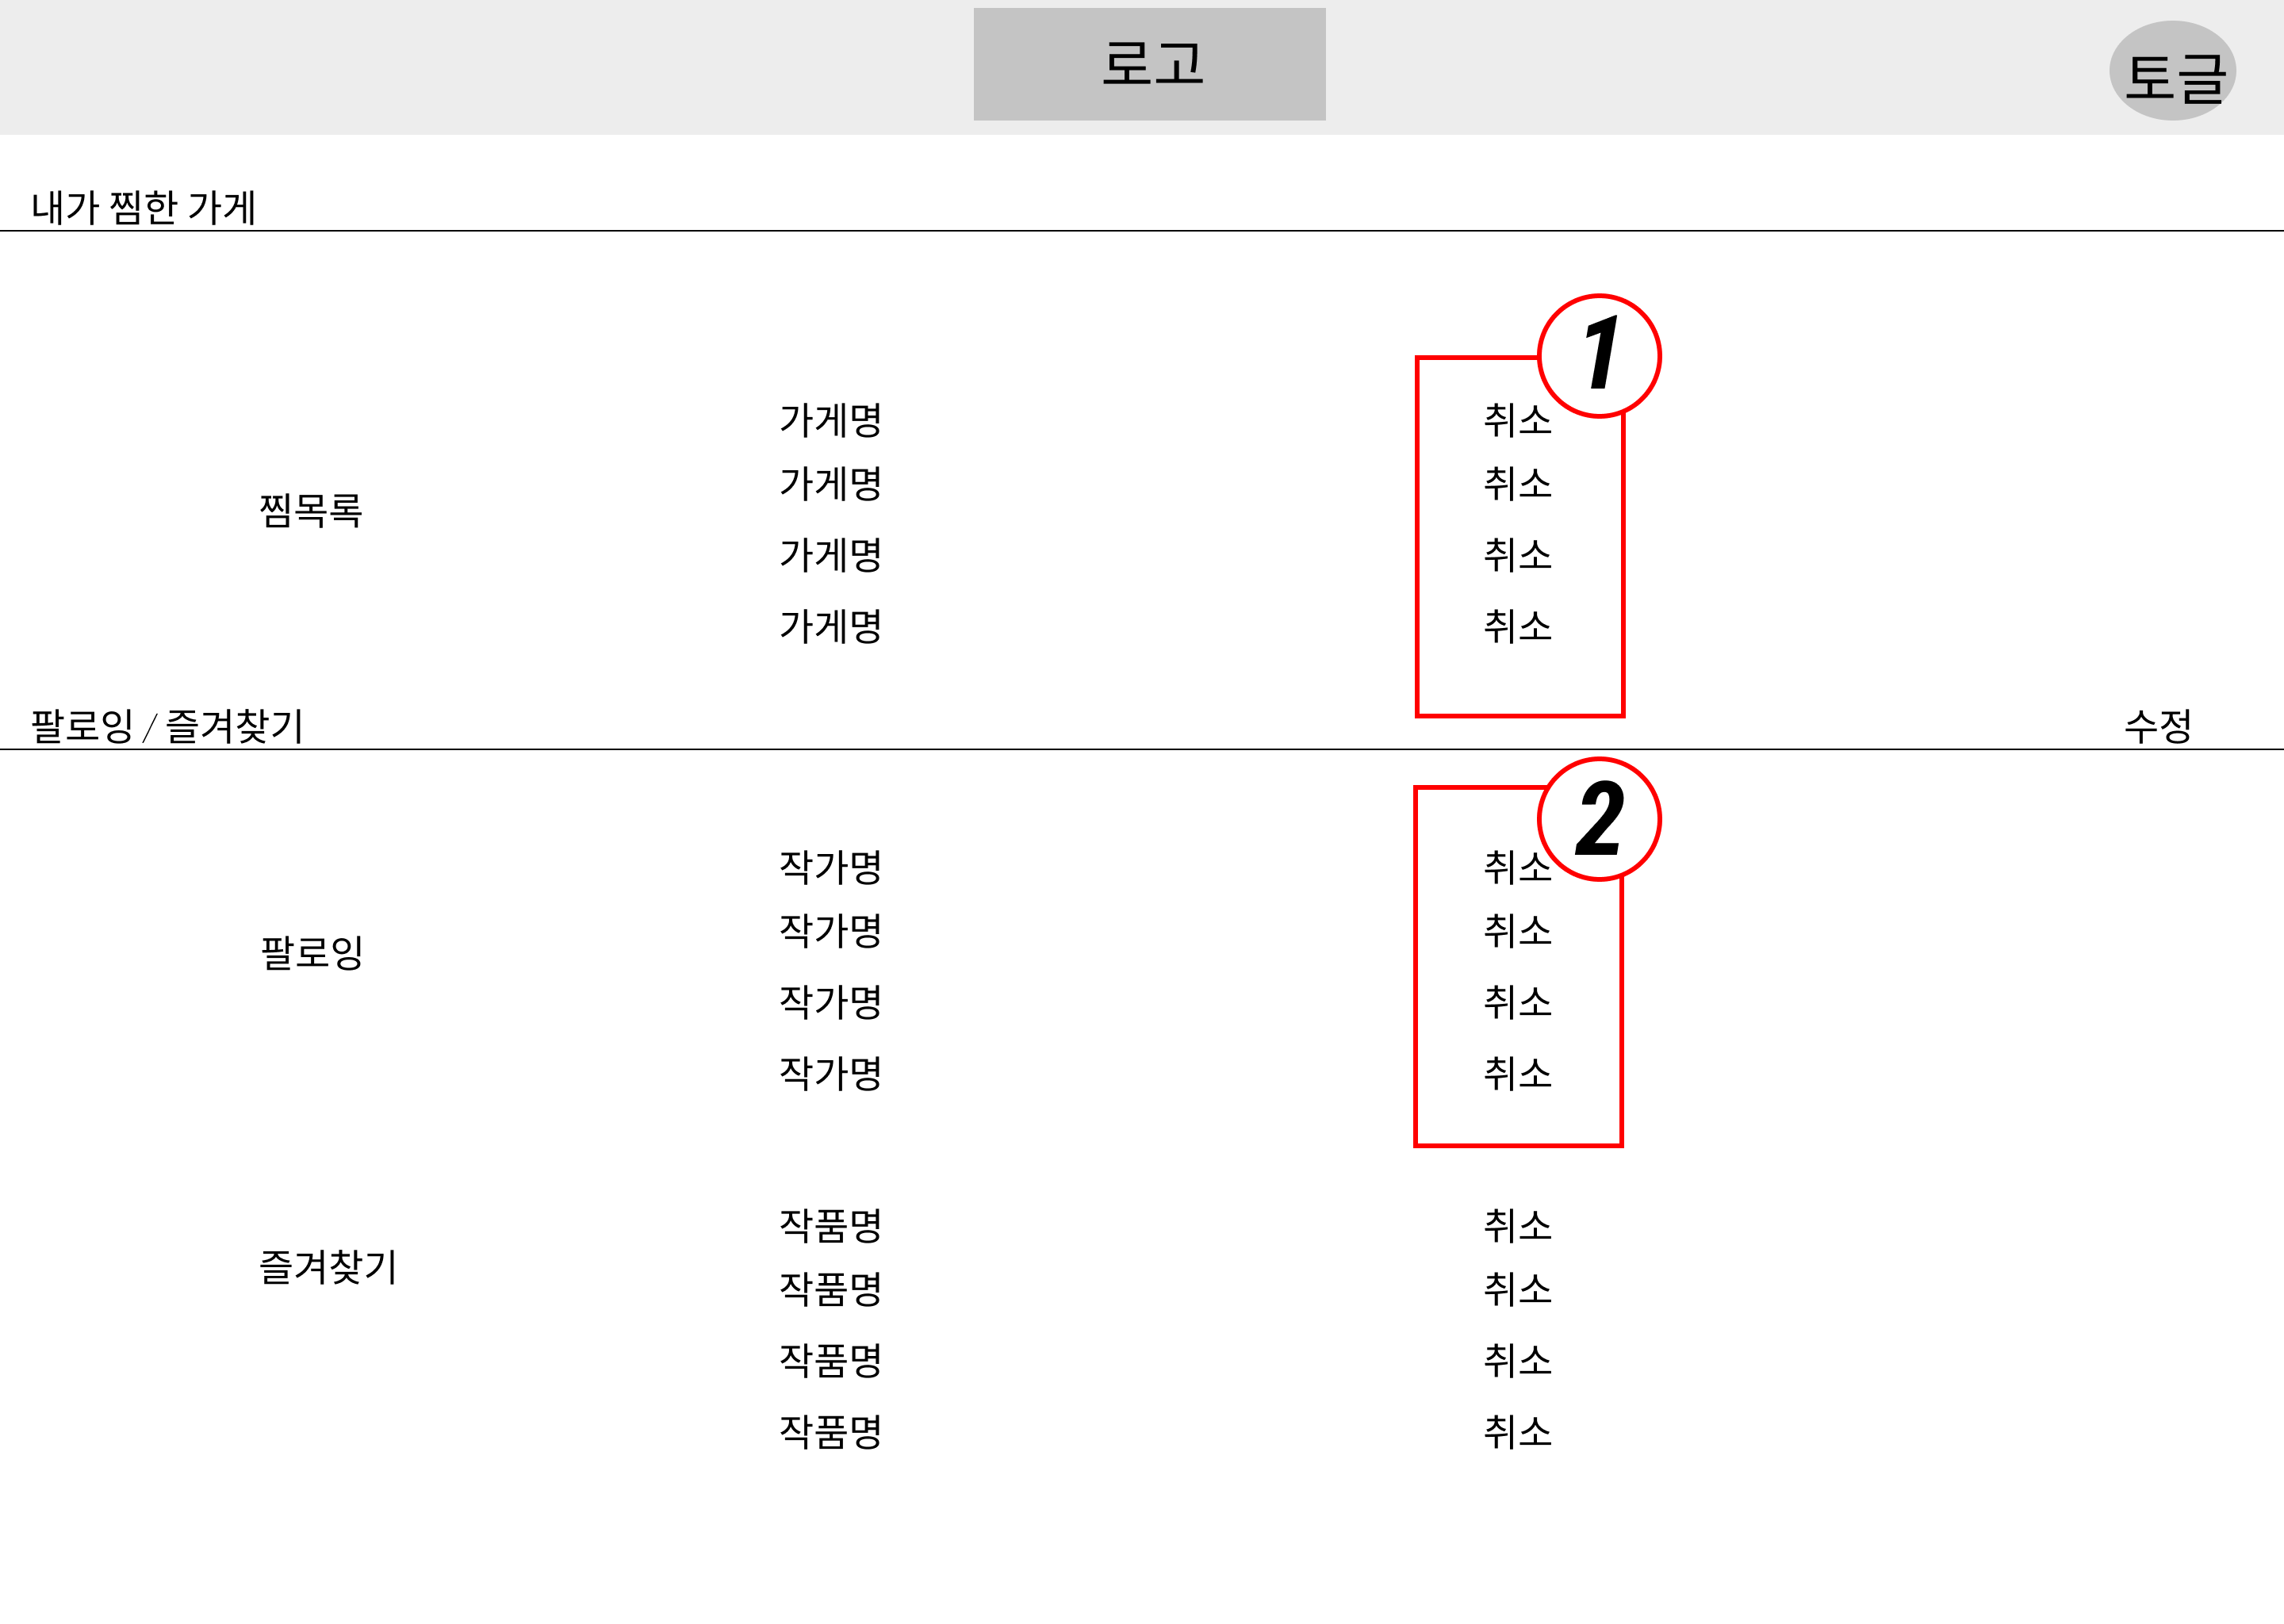 로고
토글
내가 찜한 가게
1
가게명 취소
가게명 취소
찜목록
가게명 취소
가게명 취소
팔로잉 / 즐겨찾기 수정
2
작가명 취소
작가명 취소
팔로잉
작가명 취소
작가명 취소
작품명 취소
즐겨찾기
작품명 취소
작품명 취소
작품명 취소